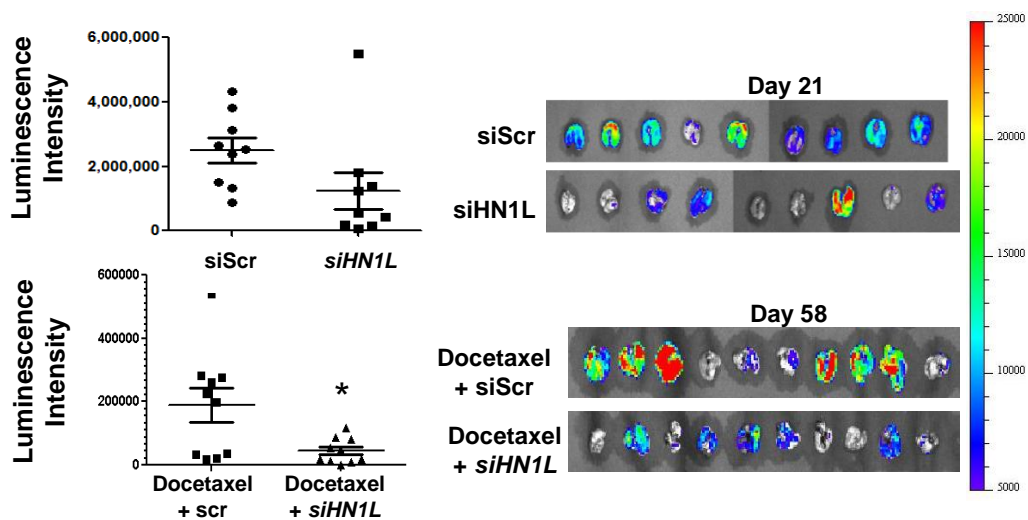 Luminescence
Intensity
6,000,000
4,000,000
2,000,000
0
siScr
siHN1L
Day 21
siScr
siHN1L
Luminescence
Intensity
600000
400000
200000
0
*
Docetaxel
+ scr
Docetaxel
+ siHN1L
Day 58
Docetaxel
+ siScr
Docetaxel
+ siHN1L
25000
20000
15000
10000
5000